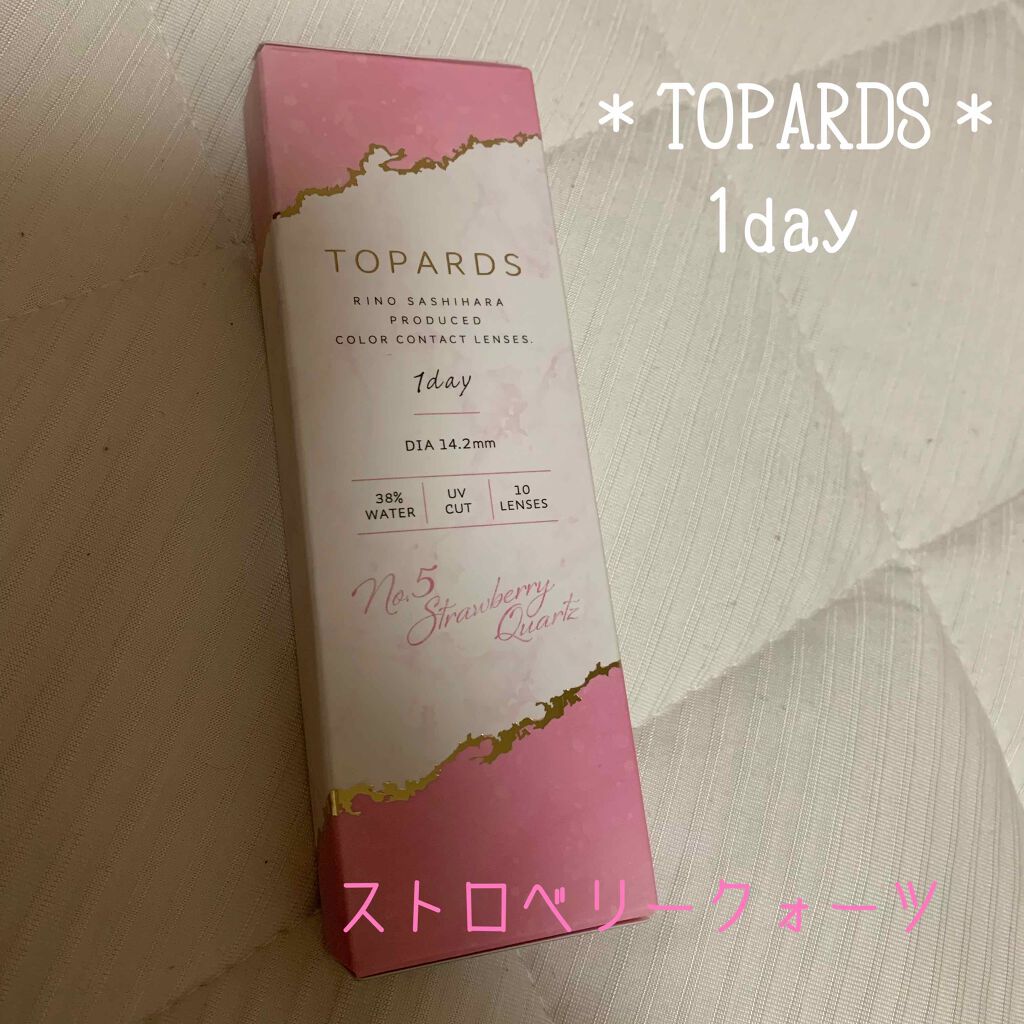 * TOPARDS *
1day
TOPARDS
RINO SASHIHARA
PRODUCED
COLOR CONTACT LENSES.
1day
DIA 14.2mm
38% WATER
UV CUT
10 LENSES
No.5 Strawberry Quartz
ストロベリークォーツ